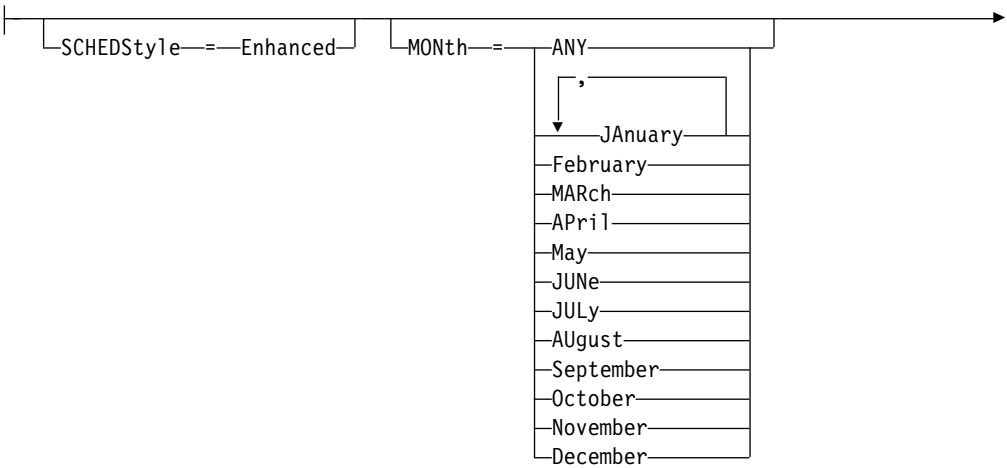 SCHEDStyle = Enhanced MONth = ANY
,
JAnuary
February
MARch
APril
May
JUNe
JULy
AUgust
September
October
November
December